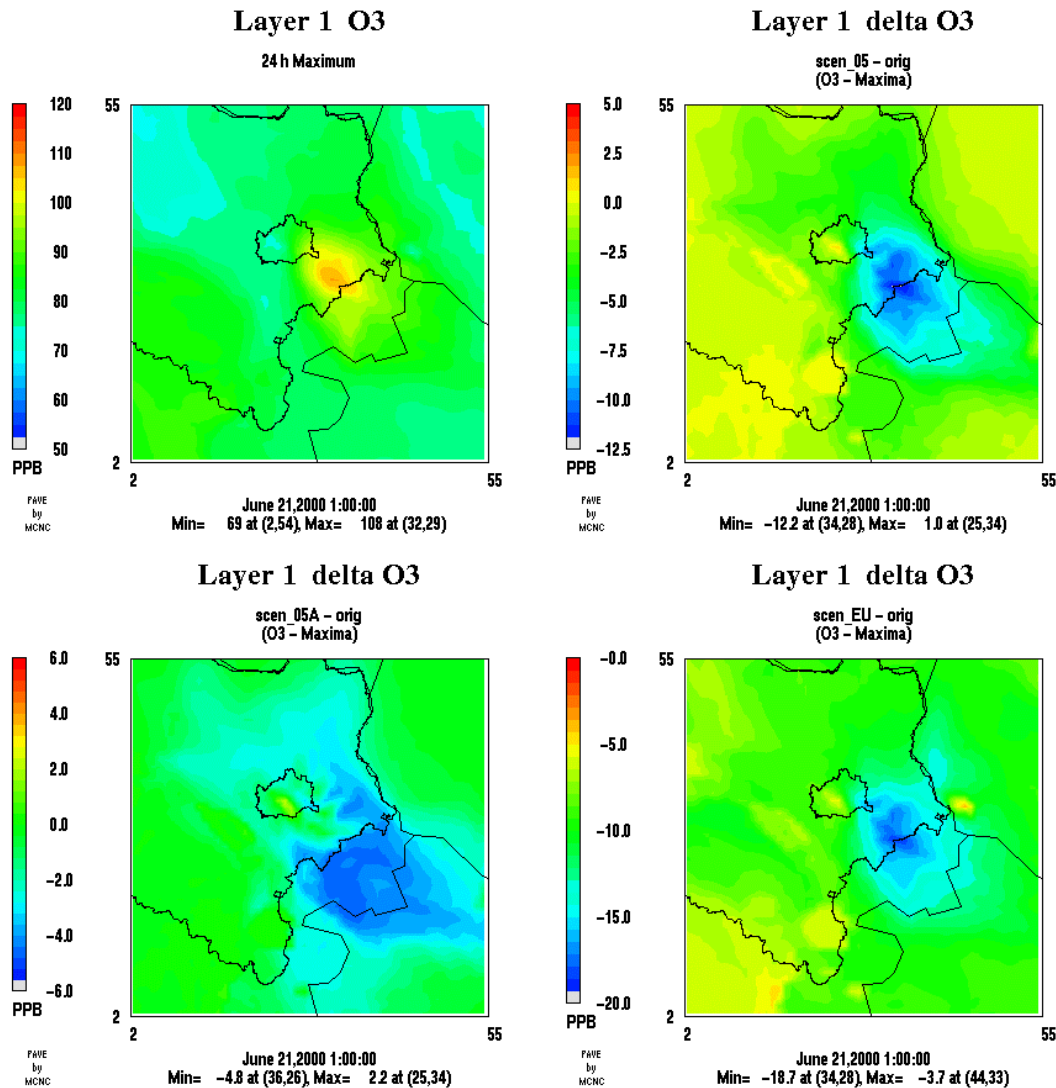 Layer 1 O3
24 h Maximum
120
110
100
90
80
70
60
50
PPB
PAVE
by
MCNC
55
2
2
55
June 21,2000 1:00:00
Min= 69 at (2,54), Max= 108 at (32,29)
Layer 1 delta O3
scen_05 – orig
(O3 – Maxima)
5.0
2.5
0.0
−2.5
−5.0
−7.5
−10.0
−12.5
PPB
PAVE
by
MCNC
55
2
2
55
June 21,2000 1:00:00
Min= −12.2 at (34,28), Max= 1.0 at (25,34)
Layer 1 delta O3
scen_05A – orig
(O3 – Maxima)
6.0
4.0
2.0
0.0
−2.0
−4.0
−6.0
PPB
PAVE
by
MCNC
55
2
2
55
June 21,2000 1:00:00
Min= −4.8 at (36,26), Max= 2.2 at (25,34)
Layer 1 delta O3
scen_EU – orig
(O3 – Maxima)
−0.0
−5.0
−10.0
−15.0
−20.0
PPB
PAVE
by
MCNC
55
2
2
55
June 21,2000 1:00:00
Min= −18.7 at (34,28), Max= −3.7 at (44,33)